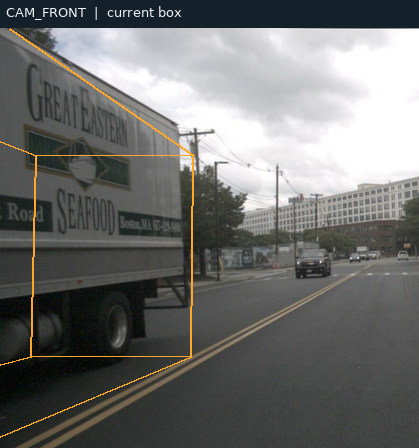 CAM_FRONT | current box
GREAT EASTERN
SEAFOOD
Road
Boston, MA